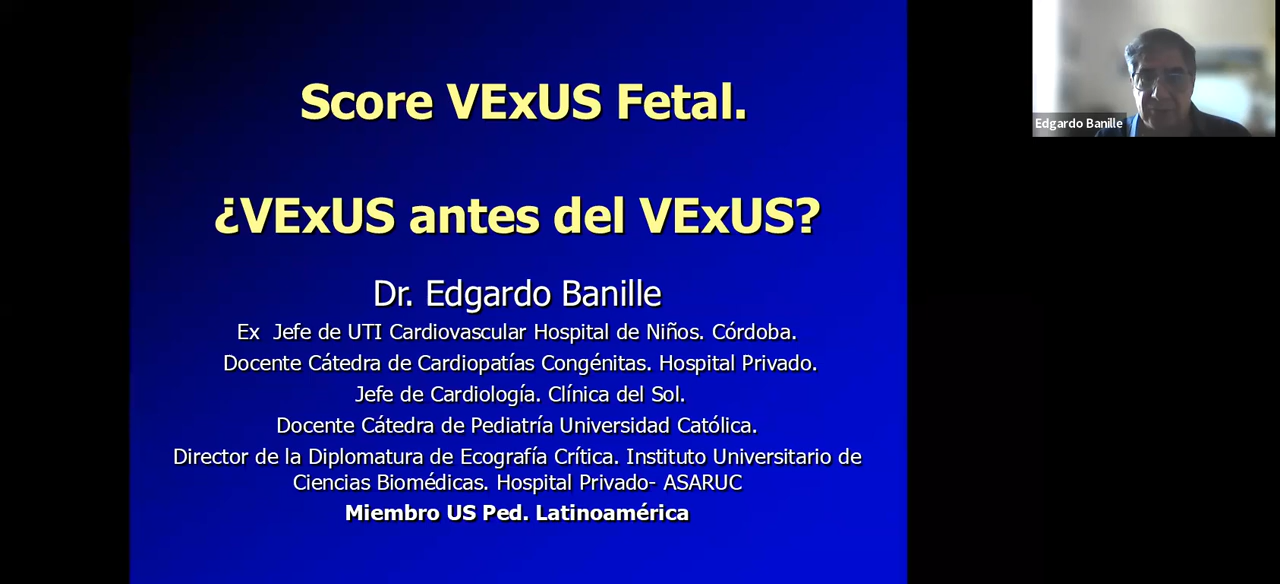 Score VExUS Fetal.
¿VExUS antes del VExUS?
Dr. Edgardo Banille
Ex Jefe de UTI Cardiovascular Hospital de Niños. Córdoba.
Docente Cátedra de Cardiopatías Congénitas. Hospital Privado.
Jefe de Cardiología. Clínica del Sol.
Docente Cátedra de Pediatría Universidad Católica.
Director de la Diplomatura de Ecografía Crítica. Instituto Universitario de
Ciencias Biomédicas. Hospital Privado- ASARUC
Miembro US Ped. Latinoamérica
Edgardo Banille